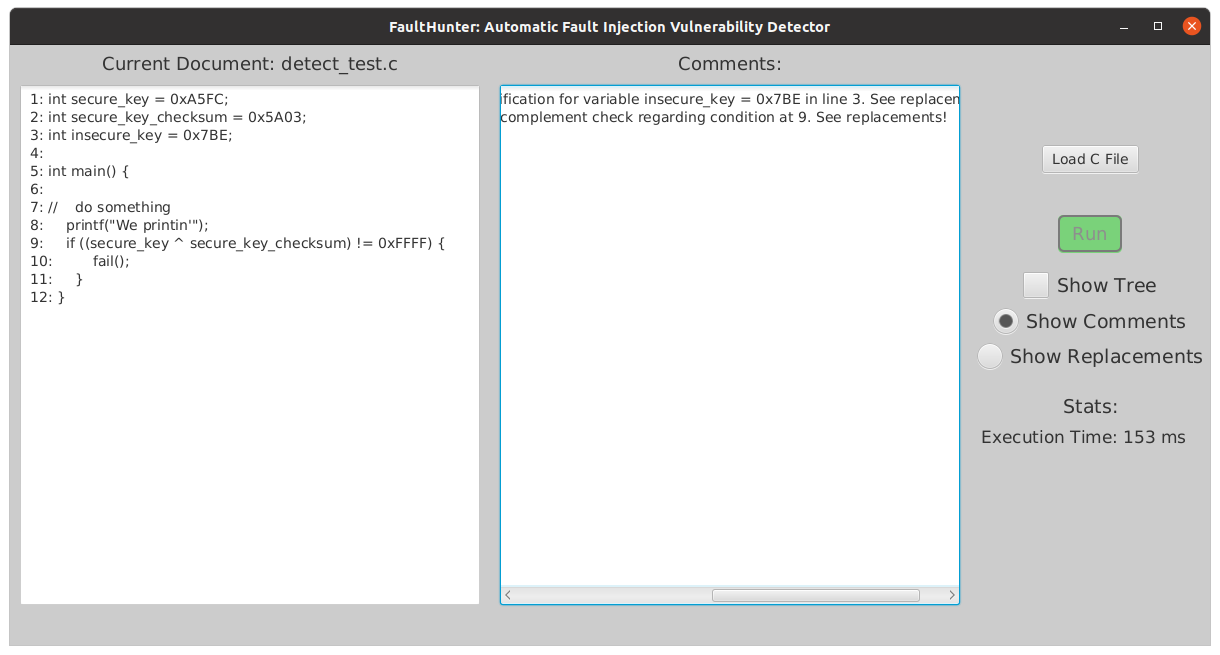 FaultHunter: Automatic Fault Injection Vulnerability Detector
Current Document: detect_test.c
1: int secure_key = 0xA5FC;
2: int secure_key_checksum = 0x5A03;
3: int insecure_key = 0x7BE;
4:
5: int main() {
6:
7: //    do something
8:     printf("We printin'");
9:     if ((secure_key ^ secure_key_checksum) != 0xFFFF) {
10:         fail();
11:     }
12: }
Comments:
ification for variable insecure_key = 0x7BE in line 3. See replacen
complement check regarding condition at 9. See replacements!
Load C File
Run
Show Tree
Show Comments
Show Replacements
Stats:
Execution Time: 153 ms